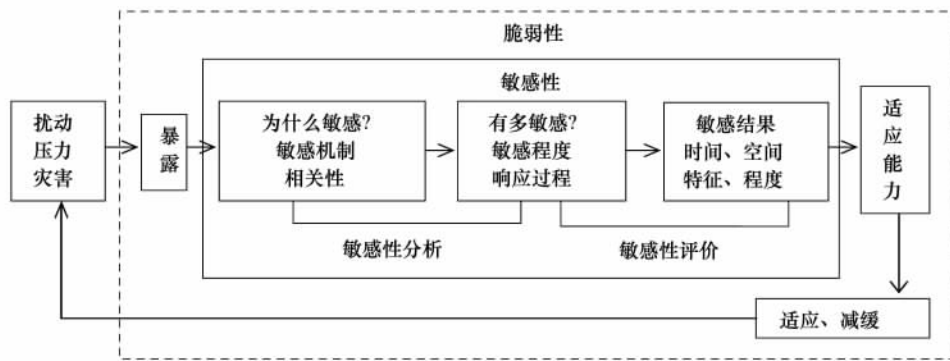 脆弱性
敏感性
扰动
压力
灾害
暴
露
为什么敏感?
敏感机制
相关性
有多敏感?
敏感程度
响应过程
敏感结果
时间、空间
特征、程度
适
应
能
力
敏感性分析
敏感性评价
适应、减缓